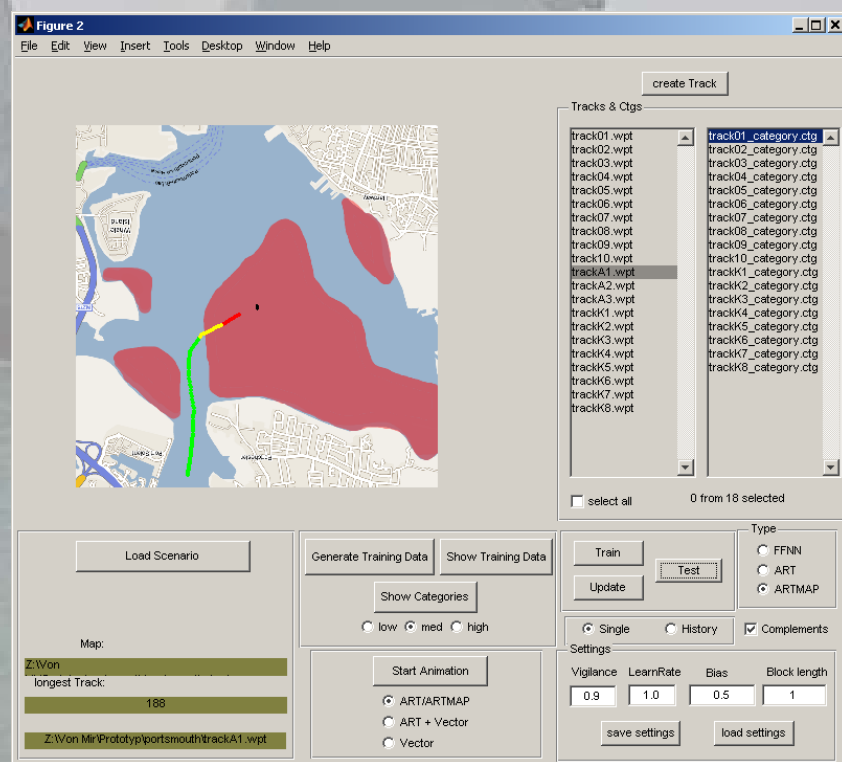 Figure 2
File Edit View Insert Tools Desktop Window Help
create Track
Tracks & Ctgs
track01.wpt
track02.wpt
track03.wpt
track04.wpt
track05.wpt
track06.wpt
track07.wpt
track08.wpt
track09.wpt
track10.wpt
trackA1.wpt
trackA2.wpt
trackA3.wpt
trackK1.wpt
trackK2.wpt
trackK3.wpt
trackK4.wpt
trackK5.wpt
trackK6.wpt
trackK7.wpt
trackK8.wpt
track01_category.ctg
track02_category.ctg
track03_category.ctg
track04_category.ctg
track05_category.ctg
track06_category.ctg
track07_category.ctg
track08_category.ctg
track09_category.ctg
track10_category.ctg
trackK1_category.ctg
trackK2_category.ctg
trackK3_category.ctg
trackK4_category.ctg
trackK5_category.ctg
trackK6_category.ctg
trackK7_category.ctg
trackK8_category.ctg
select all
0 from 18 selected
Whale
Island
Load Scenario
Map:
Z:\Von
longest Track:
188
Z:\Von Mir\Prototyp\portsmouth\trackA1.wpt
Generate Training Data
Show Training Data
Show Categories
low med high
Start Animation
ART/ARTMAP
ART + Vector
Vector
Train
Update
Test
Type
FFNN
ART
ARTMAP
Single History
Complements
Settings
Vigilance LearnRate Bias Block length
0.9 1.0 0.5 1
save settings
load settings